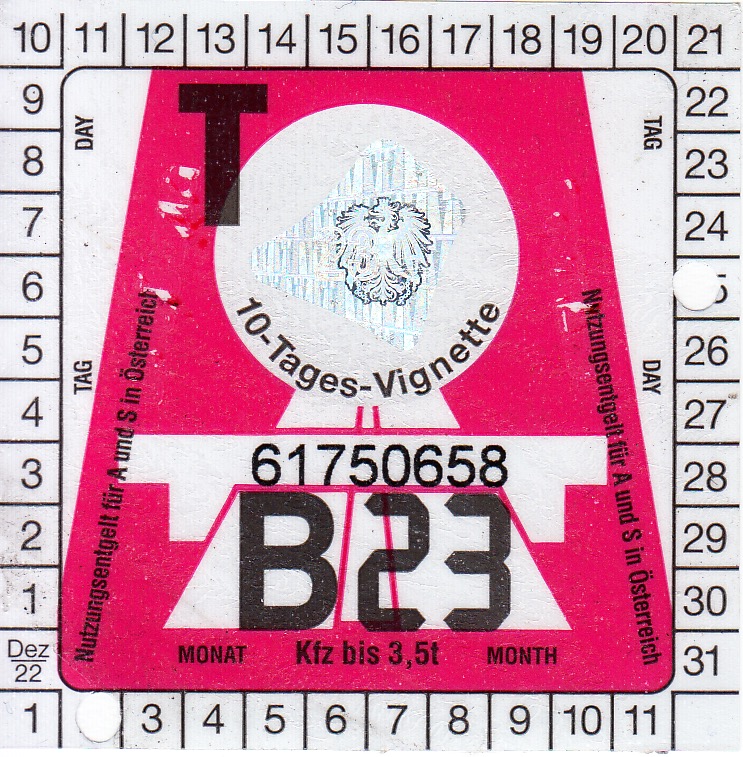 10 11 12 13 14 15 16 17 18 19 20 21
9 22
8 23
7 24
6
5 26
4 27
3 28
2 29
1 30
Dez 22 31
1 3 4 5 6 7 8 9 10 11
DAY
TAG
T
TAG
DAY
10-Tages-Vignette
Nutzungsentgelt für A und S in Österreich
Nutzungsentgelt für A und S in Österreich
61750658
B23
MONAT Kfz bis 3,5t MONTH